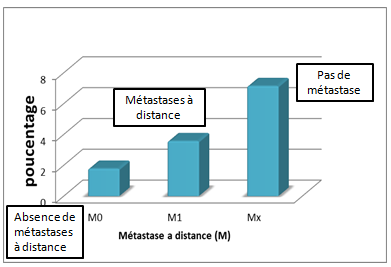 Pas de
métastase
Métastases à
distance
poucentage
8
6
4
2
0
Absence de
métastases
à distance
M0
M1
Mx
Métastase a distance (M)